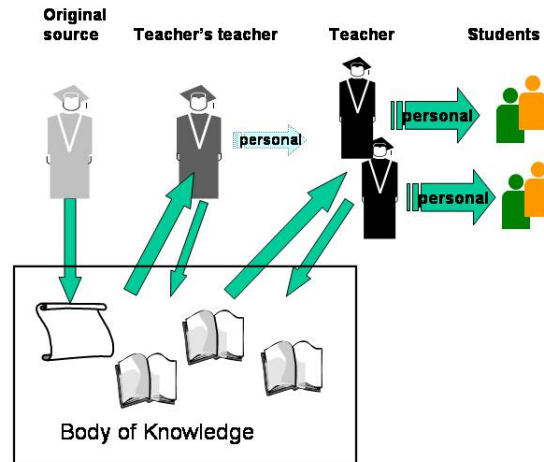 Original
source
Teacher's teacher
Teacher
Students
personal
personal
personal
Body of Knowledge